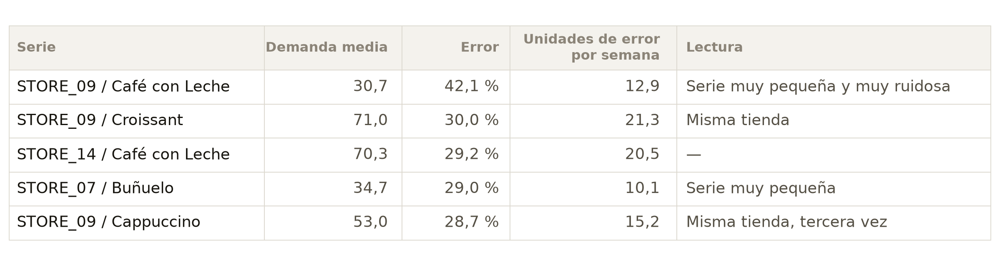 Serie Demanda media Error Unidades de error por semana Lectura
STORE_09 / Café con Leche 30,7 42,1 % 12,9 Serie muy pequeña y muy ruidosa
STORE_09 / Croissant 71,0 30,0 % 21,3 Misma tienda
STORE_14 / Café con Leche 70,3 29,2 % 20,5 —
STORE_07 / Buñuelo 34,7 29,0 % 10,1 Serie muy pequeña
STORE_09 / Cappuccino 53,0 28,7 % 15,2 Misma tienda, tercera vez